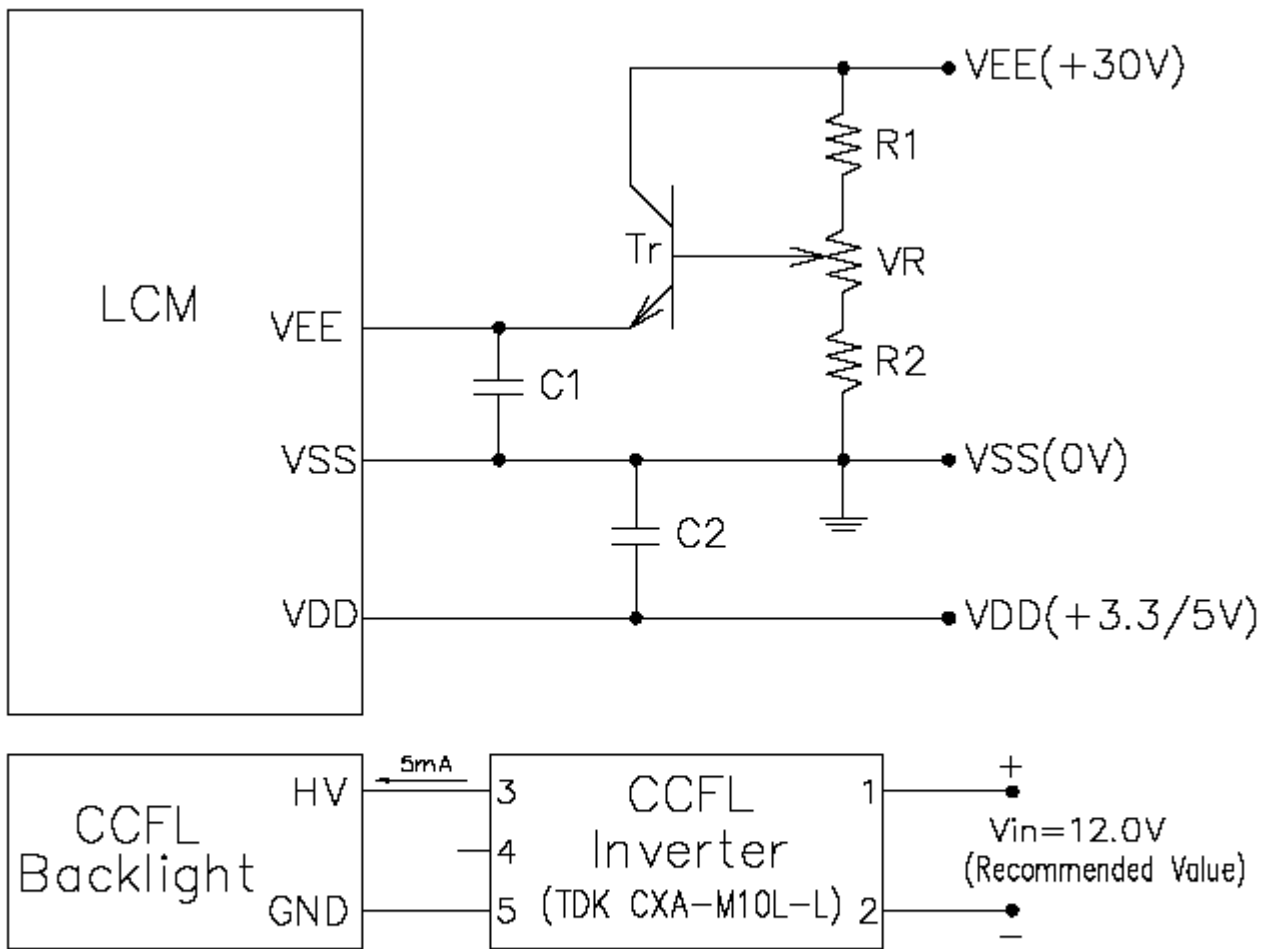 VEE(+30V)
R1
Tr
VR
LCM
VEE
R2
C1
VSS
VSS(0V)
C2
VDD
VDD(+3.3/5V)
HV
5mA
3
CCFL
1
+
CCFL
Backlight
4
Inverter
Vin=12.0V
(Recommended Value)
GND
5
(TDK CXA-M10L-L)
2
−